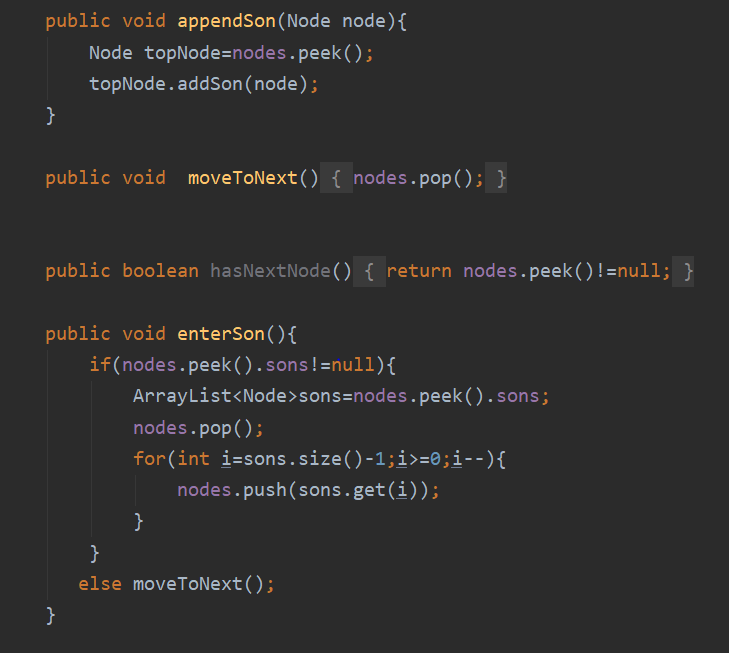 public void appendSon(Node node){
Node topNode=nodes.peek();
topNode.addSon(node);
}
public void  moveToNext() { nodes.pop(); }
public boolean hasNextNode() { return nodes.peek()!=null; }
public void enterSon(){
if(nodes.peek().sons!=null){
ArrayList<Node>sons=nodes.peek().sons;
nodes.pop();
for(int i=sons.size()-1;i>=0;i--){
nodes.push(sons.get(i));
}
}
else moveToNext();
}